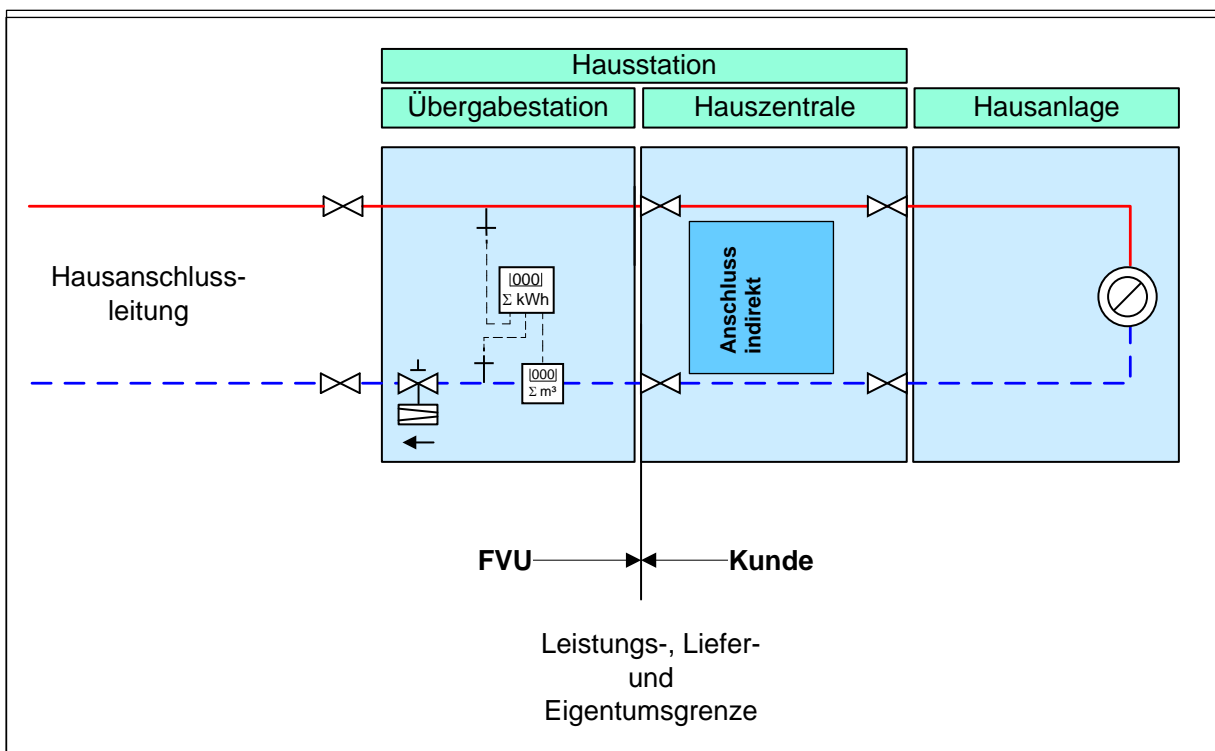 Hausstation
Übergabestation
Hauszentrale
Hausanlage
Hausanschluss-
leitung
|000|
Σ kWh
|000|
Σ m³
Anschluss
indirekt
FVU
Kunde
Leistungs-, Liefer-
und
Eigentumsgrenze